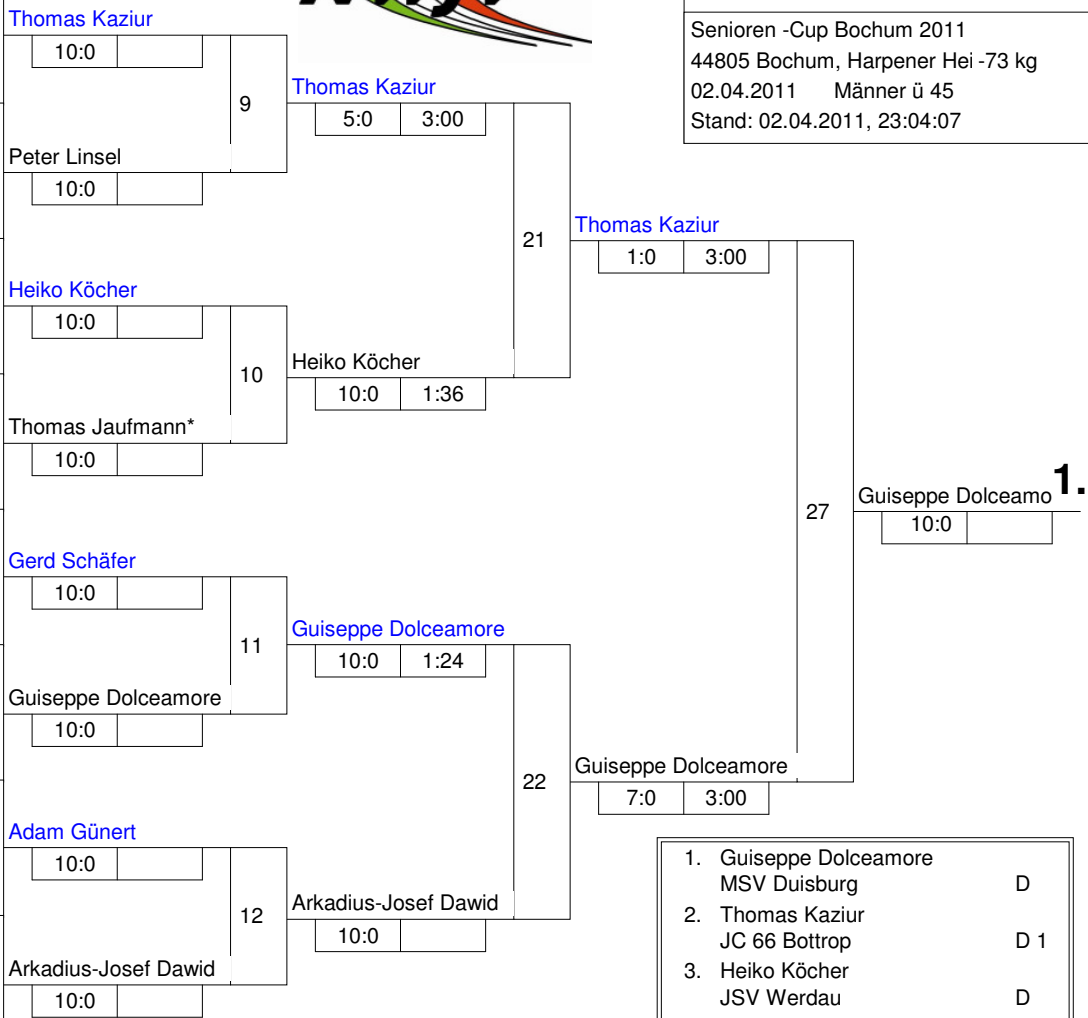 Senioren -Cup Bochum 2011
44805 Bochum, Harpener Hei -73 kg
02.04.2011 Männer ü 45
Stand: 02.04.2011, 23:04:07
Thomas Kaziur
10:0
9
Peter Linsel
10:0
Thomas Kaziur
5:0 3:00
21
Heiko Köcher
10:0
10
Thomas Jaufmann*
10:0
Heiko Köcher
10:0 1:36
Thomas Kaziur
1:0 3:00
27
Guiseppe Dolceamo 1.
10:0
Gerd Schäfer
10:0
11
Guiseppe Dolceamore
10:0
Guiseppe Dolceamore
10:0 1:24
22
Adam Günert
10:0
12
Arkadius-Josef Dawid
10:0
Arkadius-Josef Dawid
10:0
Guiseppe Dolceamore
7:0 3:00
1. Guiseppe Dolceamore
MSV Duisburg D
2. Thomas Kaziur
JC 66 Bottrop D 1
3. Heiko Köcher
JSV Werdau D